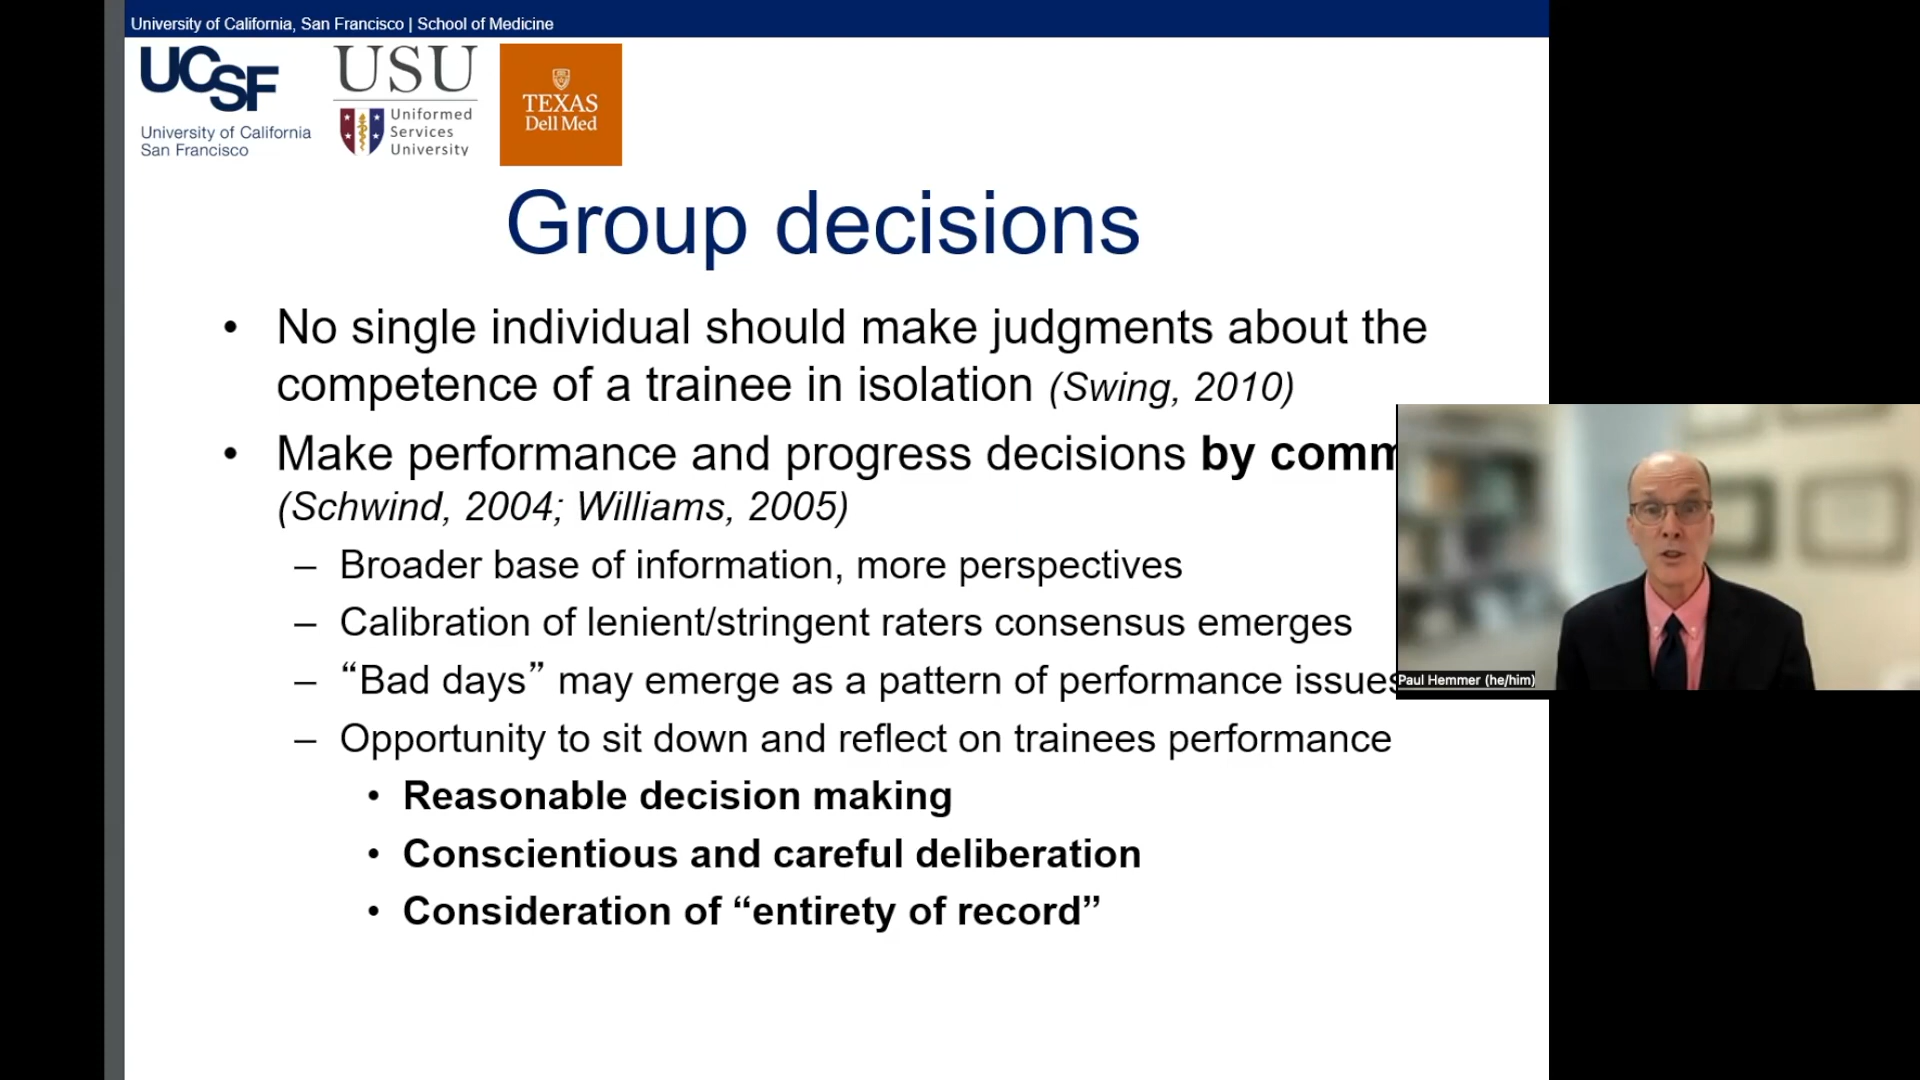 University of California, San Francisco | School of Medicine
UCSF
University of California
San Francisco
USU
Uniformed
Services
University
TEXAS
Dell Med
Group decisions
• No single individual should make judgments about the
competence of a trainee in isolation (Swing, 2010)
• Make performance and progress decisions by comm
(Schwind, 2004; Williams, 2005)
– Broader base of information, more perspectives
– Calibration of lenient/stringent raters consensus emerges
– “Bad days” may emerge as a pattern of performance issues
– Opportunity to sit down and reflect on trainees performance
• Reasonable decision making
• Conscientious and careful deliberation
• Consideration of “entirety of record”
Paul Hemmer (he/him)